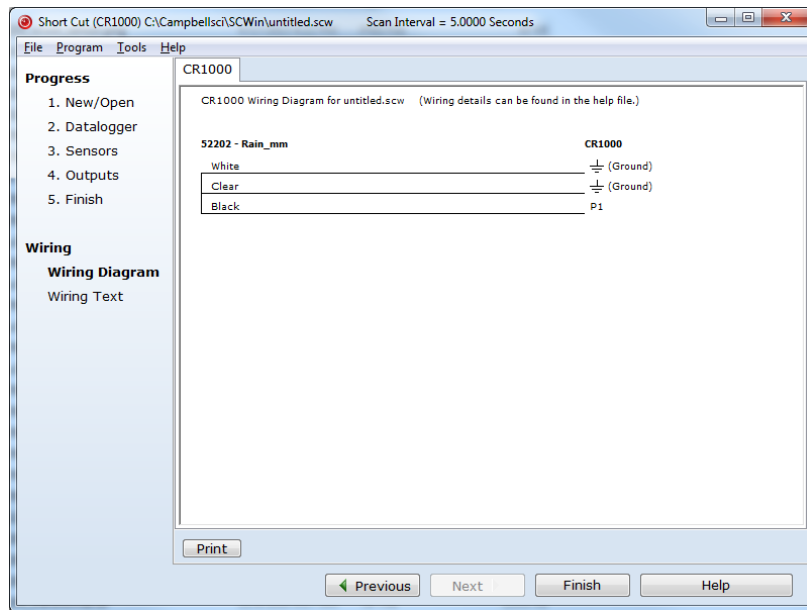 Short Cut (CR1000) C:\Campbellsci\SCWin\untitled.scw Scan Interval = 5.0000 Seconds
File Program Tools Help
Progress
1. New/Open
2. Datalogger
3. Sensors
4. Outputs
5. Finish
Wiring
Wiring Diagram
Wiring Text
CR1000
CR1000 Wiring Diagram for untitled.scw (Wiring details can be found in the help file.)
52202 - Rain_mm CR1000
White (Ground)
Clear (Ground)
Black P1
Print
Previous Next Finish Help